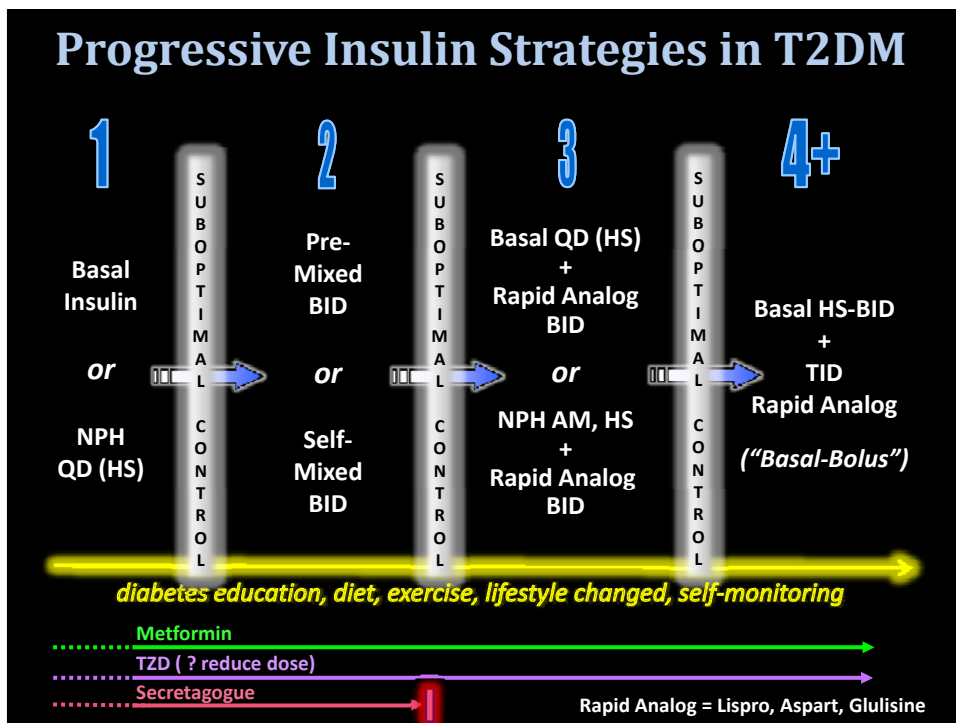 Progressive Insulin Strategies in T2DM
1
Basal
Insulin
or
NPH
QD (HS)
SUBOPTIMAL CONTROL
2
Pre-
Mixed
BID
or
Self-
Mixed
BID
SUBOPTIMAL CONTROL
3
Basal QD (HS)
+
Rapid Analog
BID
or
NPH AM, HS
+
Rapid Analog
BID
SUBOPTIMAL CONTROL
4+
Basal HS-BID
+
TID
Rapid Analog
(“Basal-Bolus”)
diabetes education, diet, exercise, lifestyle changed, self-monitoring
Metformin
TZD ( ? reduce dose)
Secretagogue
Rapid Analog = Lispro, Aspart, Glulisine